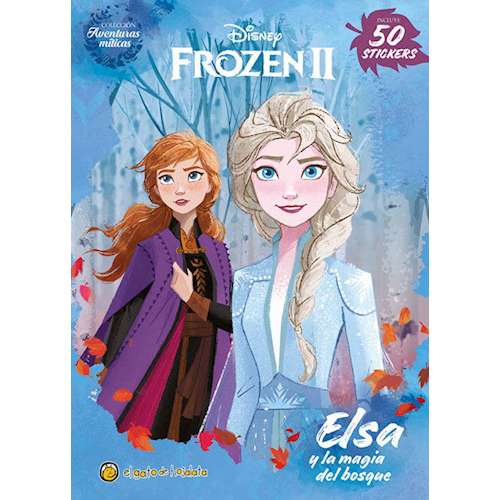 COLECCIÓN
Aventuras
míticas
Disney
FROZEN II
INCLUYE
50
STICKERS
Elsa
y la magia
del bosque
el gato de hojalata